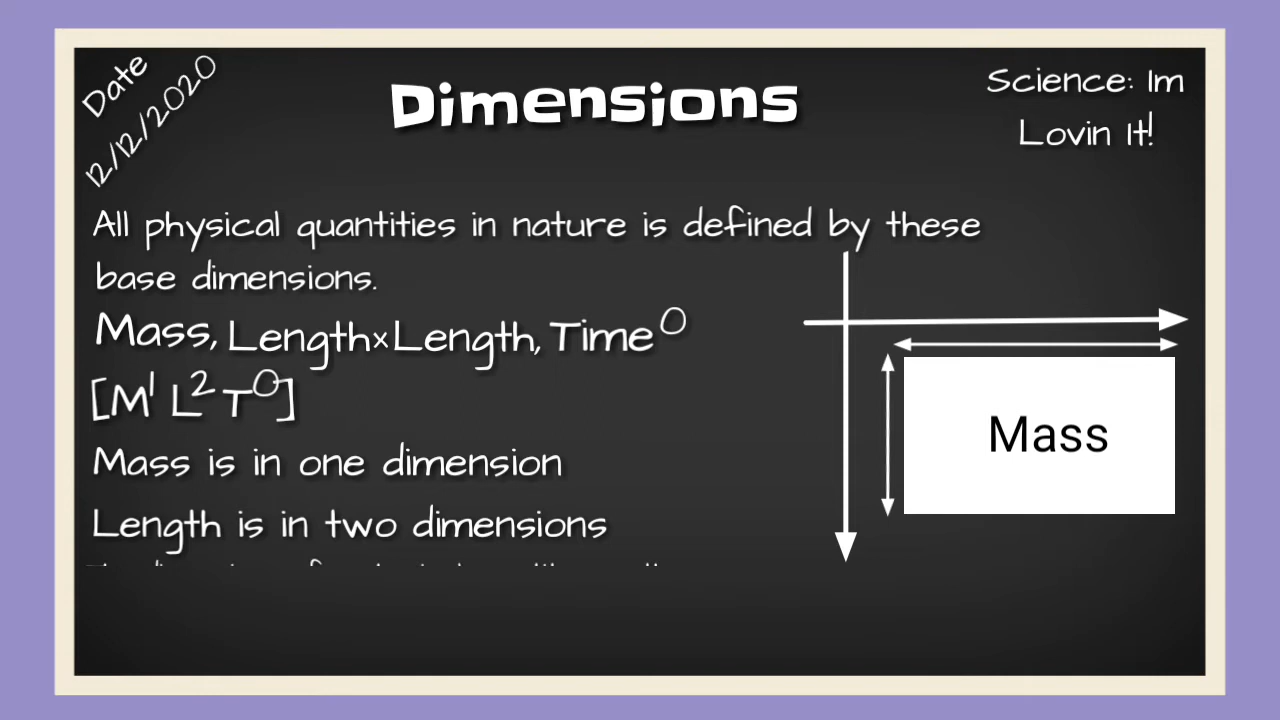 Date
12/12/2020
Dimensions
Science: Im
Lovin It!
All physical quantities in nature is defined by these
base dimensions.
Mass, Length×Length, Time⁰
[M¹ L² T⁰]
Mass is in one dimension
Length is in two dimensions
Mass